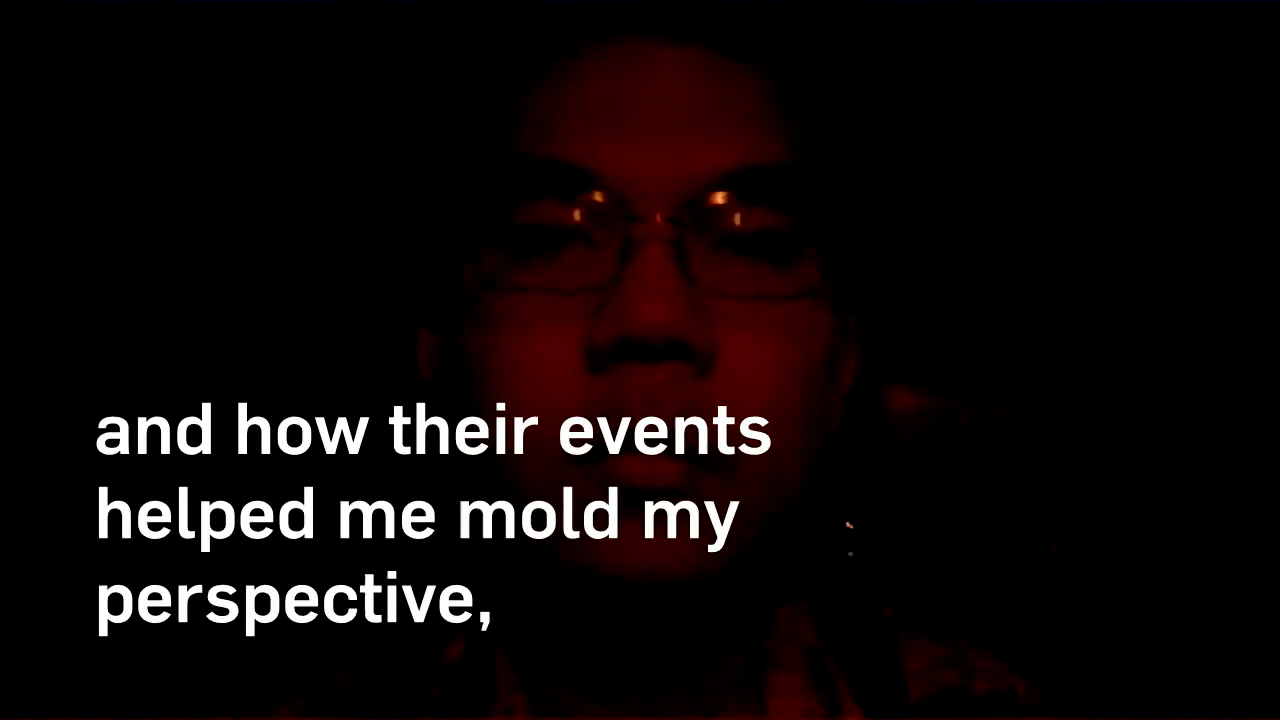 and how their events
helped me mold my
perspective,